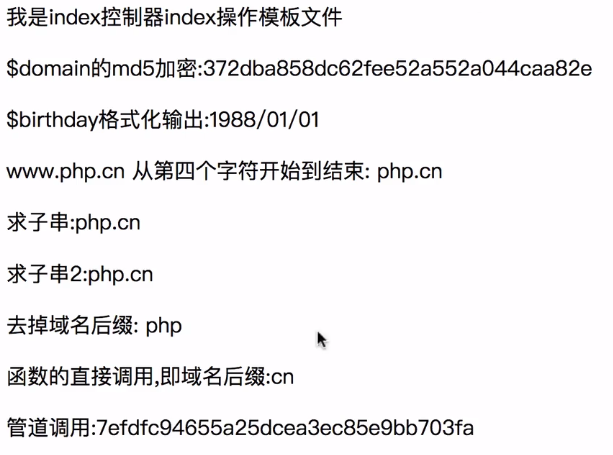 我是index控制器index操作模板文件
$domain的md5加密:372dba858dc62fee52a552a044caa82e
$birthday格式化输出:1988/01/01
www.php.cn 从第四个字符开始到结束: php.cn
求子串:php.cn
求子串2:php.cn
去掉域名后缀: php
函数的直接调用,即域名后缀:cn
管道调用:7efdfc94655a25dcea3ec85e9bb703fa